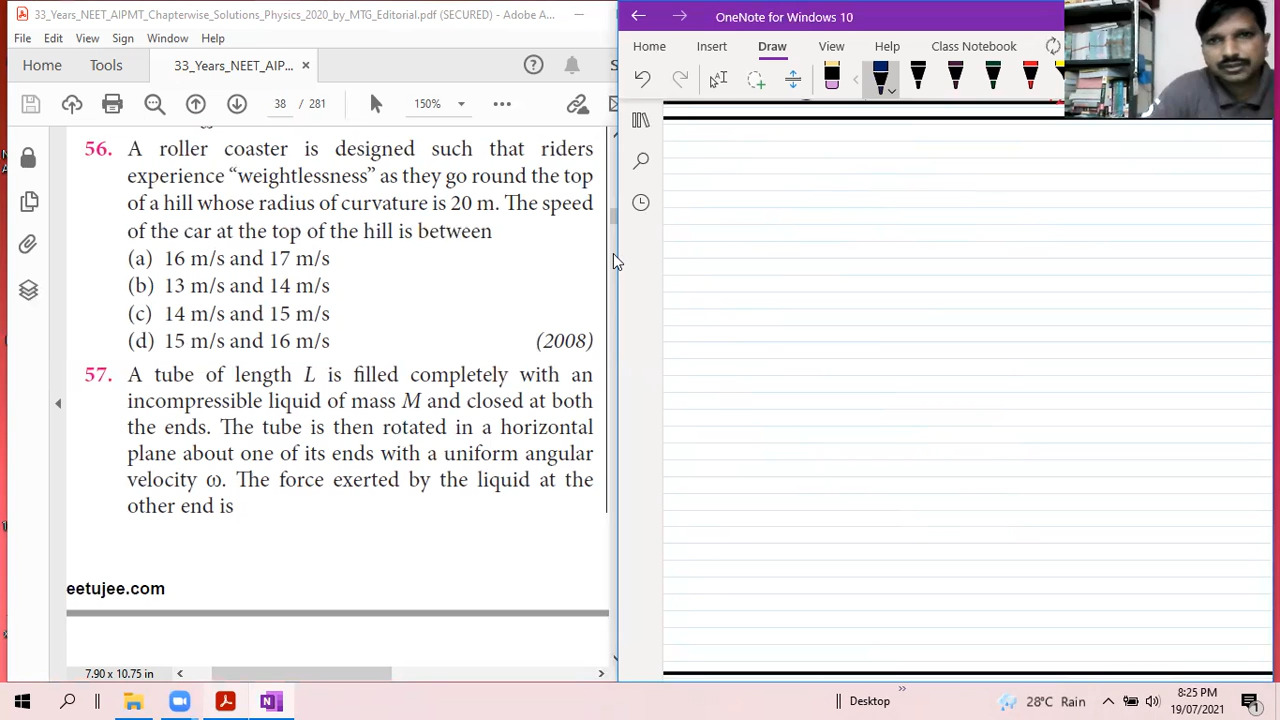 33_Years_NEET_AIPMT_Chapterwise_Solutions_Physics_2020_by_MTG_Editorial.pdf (SECURED) - Adobe A...
File Edit View Sign Window Help
Home Tools 33_Years_NEET_AIP... × S
38 / 281 150%
56. A roller coaster is designed such that riders
experience “weightlessness” as they go round the top
of a hill whose radius of curvature is 20 m. The speed
of the car at the top of the hill is between
(a) 16 m/s and 17 m/s
(b) 13 m/s and 14 m/s
(c) 14 m/s and 15 m/s
(d) 15 m/s and 16 m/s (2008)
57. A tube of length L is filled completely with an
incompressible liquid of mass M and closed at both
the ends. The tube is then rotated in a horizontal
plane about one of its ends with a uniform angular
velocity ω. The force exerted by the liquid at the
other end is
eetujee.com
7.90 x 10.75 in
OneNote for Windows 10
Home Insert Draw View Help Class Notebook
Desktop
28°C Rain
8:25 PM
19/07/2021
1